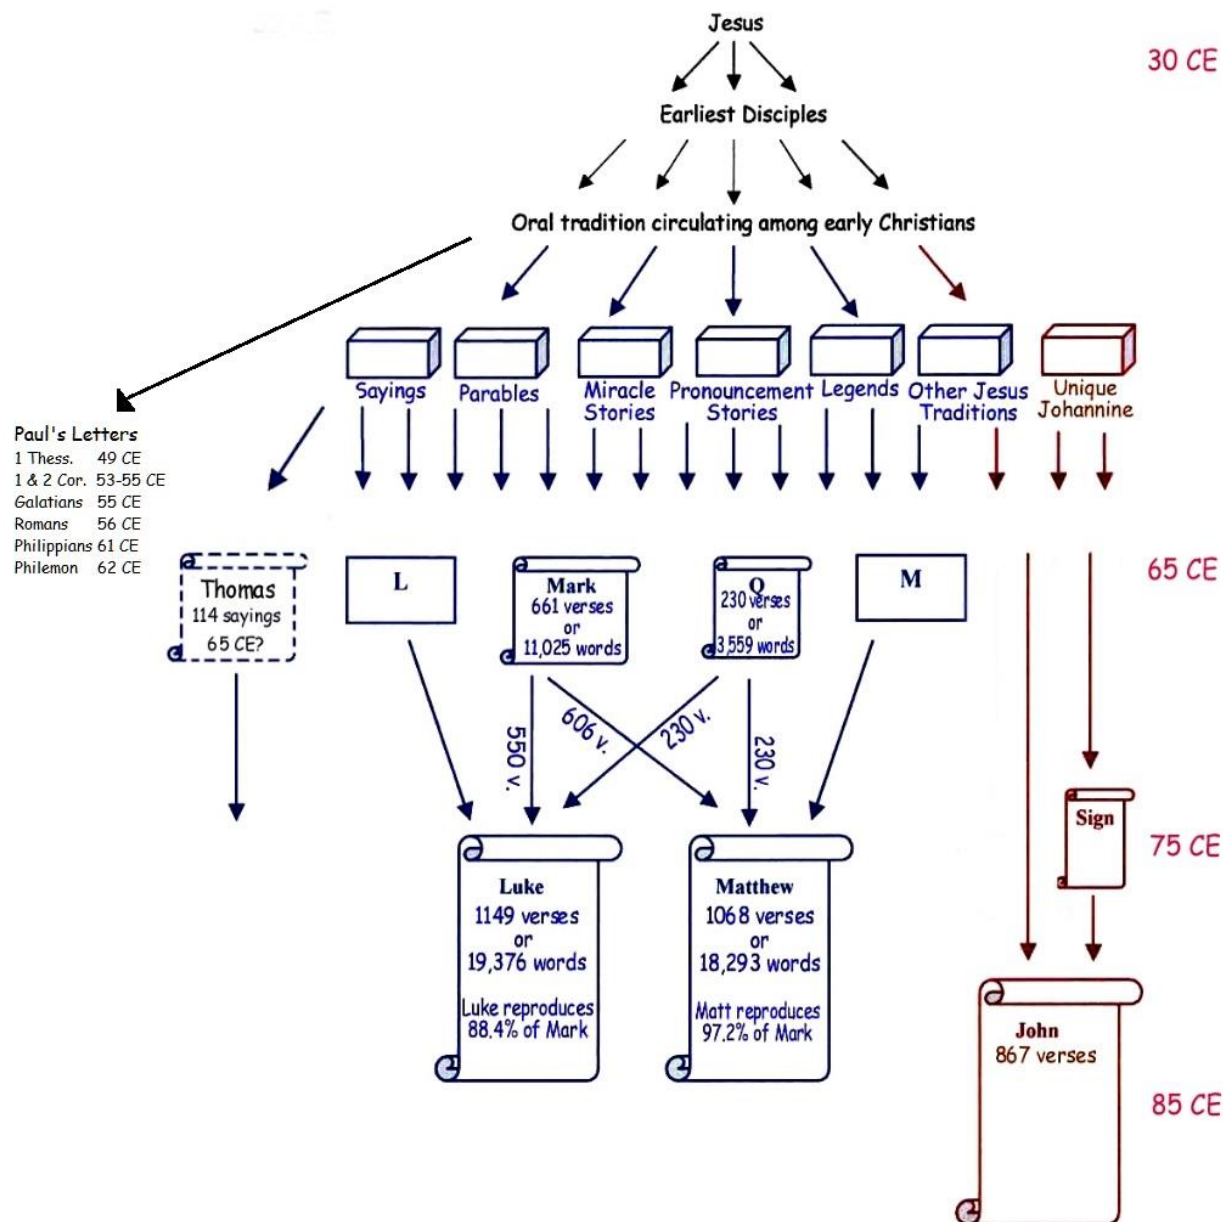 Jesus
30 CE
Earliest Disciples
Oral tradition circulating among early Christians
Sayings
Parables
Miracle
Stories
Pronouncement
Stories
Legends
Other Jesus
Traditions
Unique
Johannine
Paul's Letters
1 Thess. 49 CE
1 & 2 Cor. 53-55 CE
Galatians 55 CE
Romans 56 CE
Philippians 61 CE
Philemon 62 CE
Thomas
114 sayings
65 CE?
L
Mark
661 verses
or
11,025 words
Q
230 verses
or
3,559 words
M
65 CE
550 v.
606 v.
230 v.
230 v.
Sign
75 CE
Luke
1149 verses
or
19,376 words
Luke reproduces
88.4% of Mark
Matthew
1068 verses
or
18,293 words
Matt reproduces
97.2% of Mark
John
867 verses
85 CE